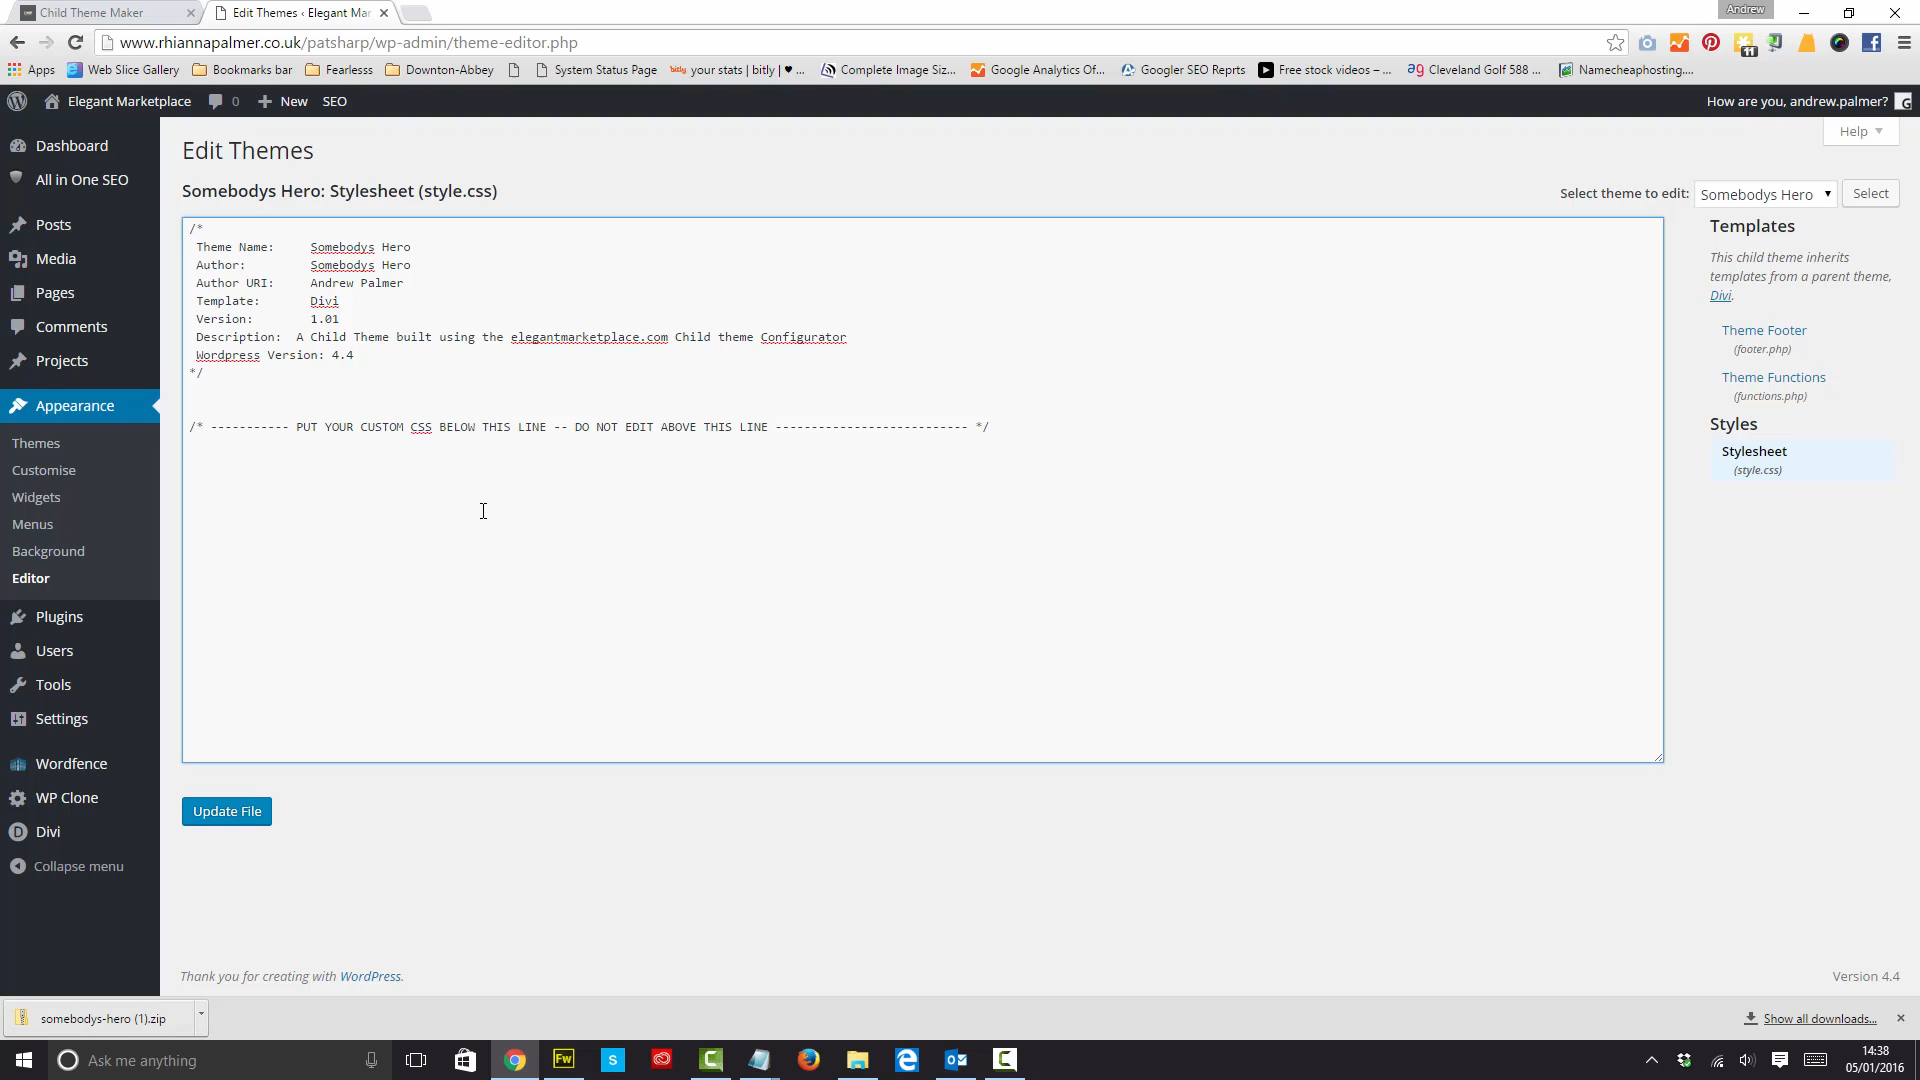 Child Theme Maker
Edit Themes ‹ Elegant Mar
Andrew
www.rhiannapalmer.co.uk/patsharp/wp-admin/theme-editor.php
11
Apps
Web Slice Gallery
Bookmarks bar
Fearlesss
Downton-Abbey
System Status Page
bitly your stats | bitly | ♥ ...
Complete Image Siz...
Google Analytics Of...
Googler SEO Reprts
Free stock videos – ...
Cleveland Golf 588 ...
Namecheaphosting....
Elegant Marketplace
0
New
SEO
How are you, andrew.palmer?
Help
Dashboard
All in One SEO
Posts
Media
Pages
Comments
Projects
Appearance
Themes
Customise
Widgets
Menus
Background
Editor
Plugins
Users
Tools
Settings
Wordfence
WP Clone
Divi
Collapse menu
Edit Themes
Somebodys Hero: Stylesheet (style.css)
Select theme to edit:
Somebodys Hero
Select
/*
Theme Name: Somebodys Hero
Author: Somebodys Hero
Author URI: Andrew Palmer
Template: Divi
Version: 1.01
Description: A Child Theme built using the elegantmarketplace.com Child theme Configurator
Wordpress Version: 4.4
*/
/* ----------- PUT YOUR CUSTOM CSS BELOW THIS LINE -- DO NOT EDIT ABOVE THIS LINE --------------------------- */
Templates
This child theme inherits
templates from a parent theme,
Divi.
Theme Footer
(footer.php)
Theme Functions
(functions.php)
Styles
Stylesheet
(style.css)
Update File
Thank you for creating with WordPress.
Version 4.4
somebodys-hero (1).zip
Show all downloads...
Ask me anything
Fw
14:38
05/01/2016